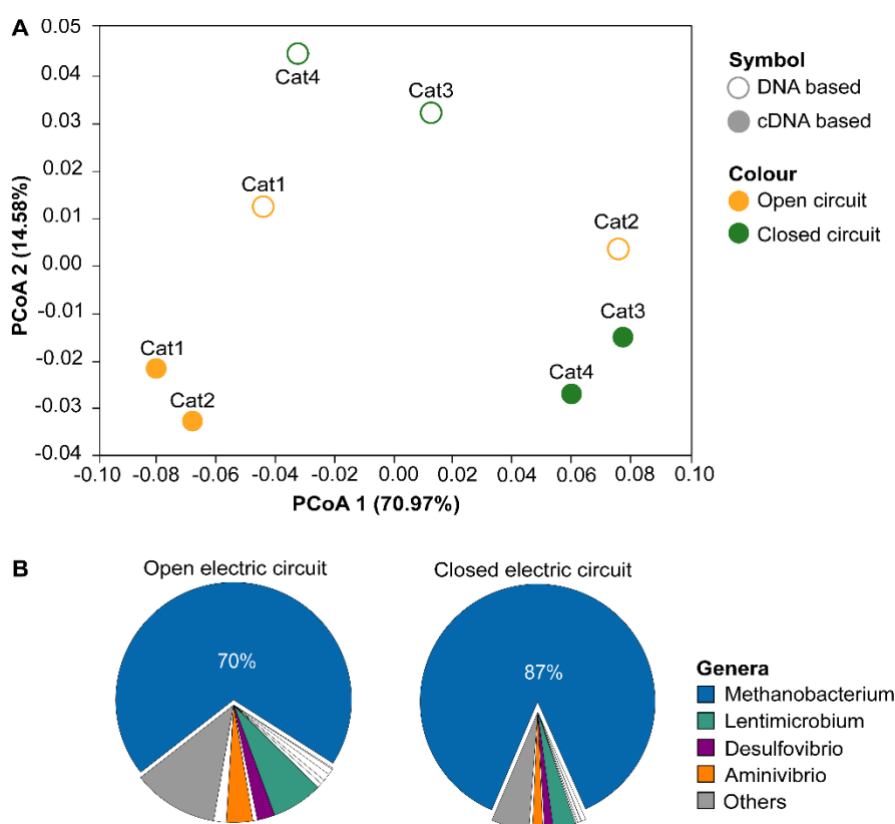 A
0.05
0.04
0.03
0.02
0.01
0.00
-0.01
-0.02
-0.03
-0.04
PCoA 2 (14.58%)
Cat4
Cat3
Cat1
Cat2
Cat3
Cat1
Cat4
Cat2
-0.10 -0.08 -0.06 -0.04 -0.02 0.00 0.02 0.04 0.06 0.08 0.10
PCoA 1 (70.97%)
Symbol
DNA based
cDNA based
Colour
Open circuit
Closed circuit
B
Open electric circuit
70%
Closed electric circuit
87%
Genera
Methanobacterium
Lentimicrobium
Desulfovibrio
Aminivibrio
Others